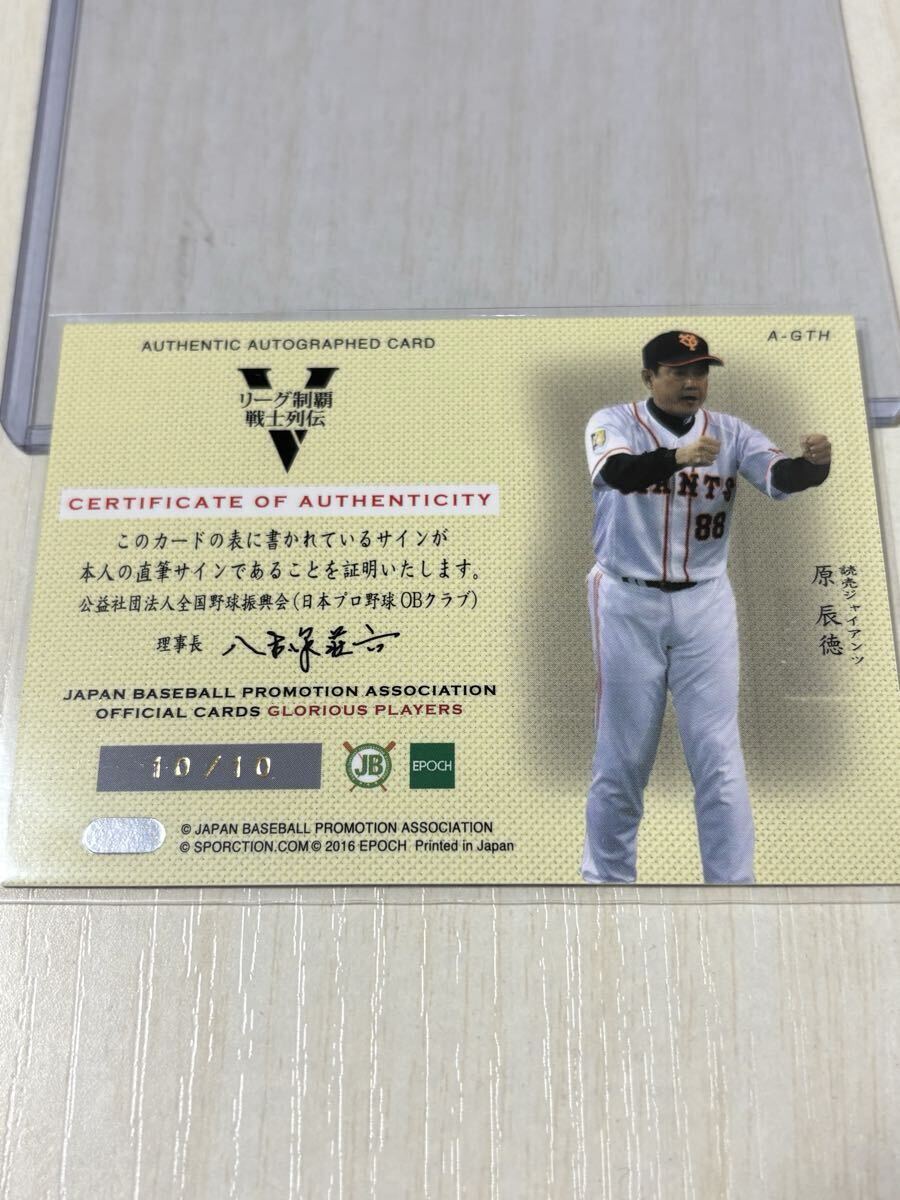 AUTHENTIC AUTOGRAPHED CARD
A-GTH
V
リーグ制覇
戦士列伝
CERTIFICATE OF AUTHENTICITY
このカードの表に書かれているサインが
本人の直筆サインであることを証明いたします。
公益社団法人全国野球振興会(日本プロ野球OBクラブ)
理事長 八木沢荘六
JAPAN BASEBALL PROMOTION ASSOCIATION
OFFICIAL CARDS GLORIOUS PLAYERS
10/10
JB
EPOCH
© JAPAN BASEBALL PROMOTION ASSOCIATION
© SPORCTION.COM © 2016 EPOCH Printed in Japan
GIANTS
88
読売ジャイアンツ
原 辰徳